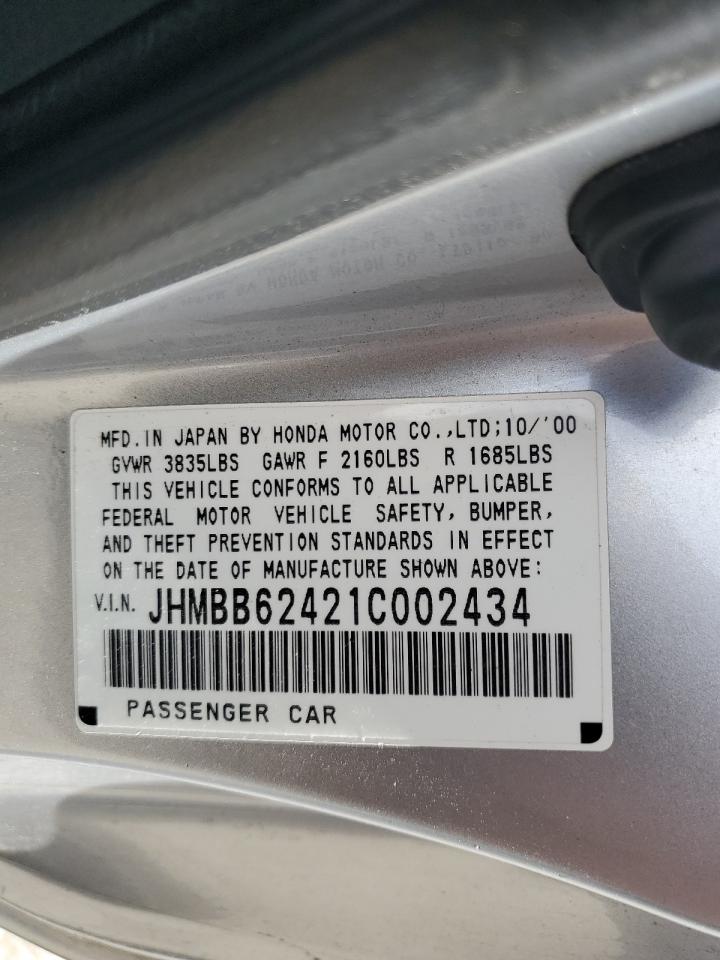 MFD. IN JAPAN BY HONDA MOTOR CO.,LTD;10/'00
GVWR 3835LBS GAWR F 2160LBS R 1685LBS
THIS VEHICLE CONFORMS TO ALL APPLICABLE
FEDERAL MOTOR VEHICLE SAFETY, BUMPER,
AND THEFT PREVENTION STANDARDS IN EFFECT
ON THE DATE OF MANUFACTURE SHOWN ABOVE:
V.I.N. JHMBB62421C002434
PASSENGER CAR